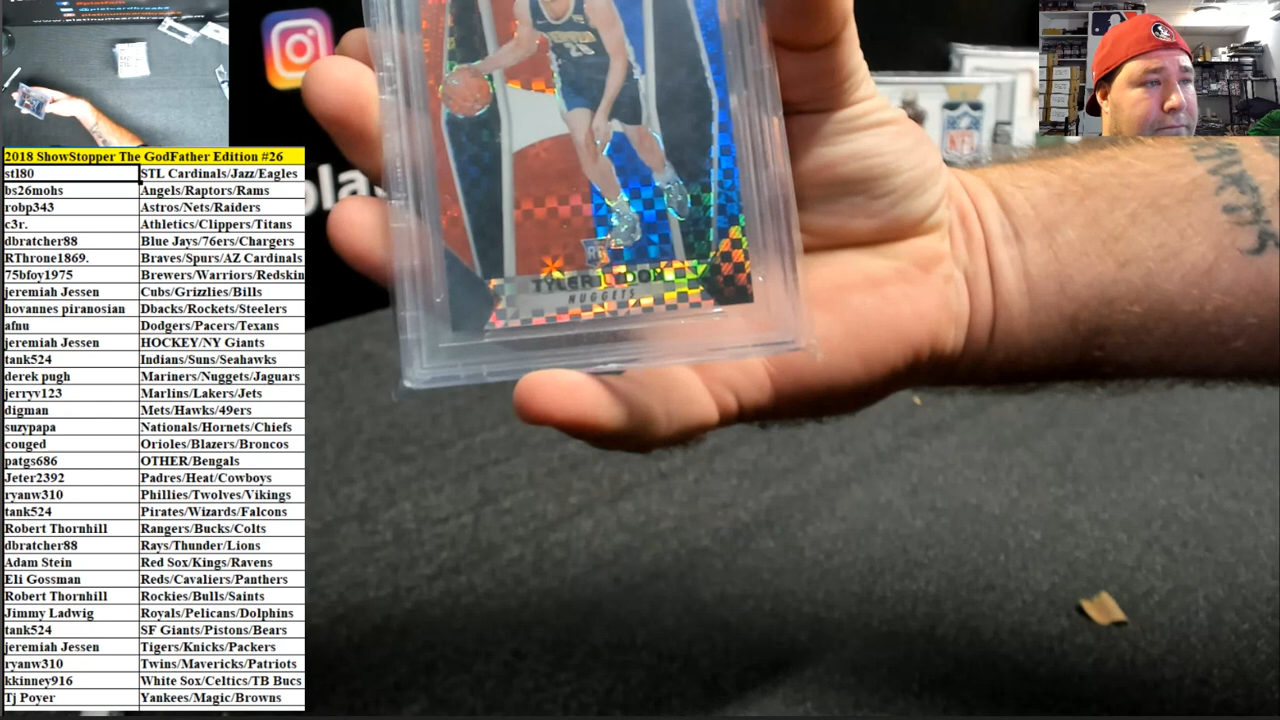 2018 ShowStopper The GodFather Edition #26
stl80 STL Cardinals/Jazz/Eagles
bs26mohs Angels/Raptors/Rams
robp343 Astros/Nets/Raiders
c3r. Athletics/Clippers/Titans
dbratcher88 Blue Jays/76ers/Chargers
RThrone1869. Braves/Spurs/AZ Cardinals
75bfoy1975 Brewers/Warriors/Redskin
jeremiah Jessen Cubs/Grizzlies/Bills
hovannes piranosian Dbacks/Rockets/Steelers
afnu Dodgers/Pacers/Texans
jeremiah Jessen HOCKEY/NY Giants
tank524 Indians/Suns/Seahawks
derek pugh Mariners/Nuggets/Jaguars
jerryv123 Marlins/Lakers/Jets
digman Mets/Hawks/49ers
suzypapa Nationals/Hornets/Chiefs
couged Orioles/Blazers/Broncos
patgs686 OTHER/Bengals
Jeter2392 Padres/Heat/Cowboys
ryanw310 Phillies/Twolves/Vikings
tank524 Pirates/Wizards/Falcons
Robert Thornhill Rangers/Bucks/Colts
dbratcher88 Rays/Thunder/Lions
Adam Stein Red Sox/Kings/Ravens
Eli Gossman Reds/Cavaliers/Panthers
Robert Thornhill Rockies/Bulls/Saints
Jimmy Ladwig Royals/Pelicans/Dolphins
tank524 SF Giants/Pistons/Bears
jeremiah Jessen Tigers/Knicks/Packers
ryanw310 Twins/Mavericks/Patriots
kkinney916 White Sox/Celtics/TB Bucs
Tj Poyer Yankees/Magic/Browns
RC
TYLER LYDON
NUGGETS
NFL